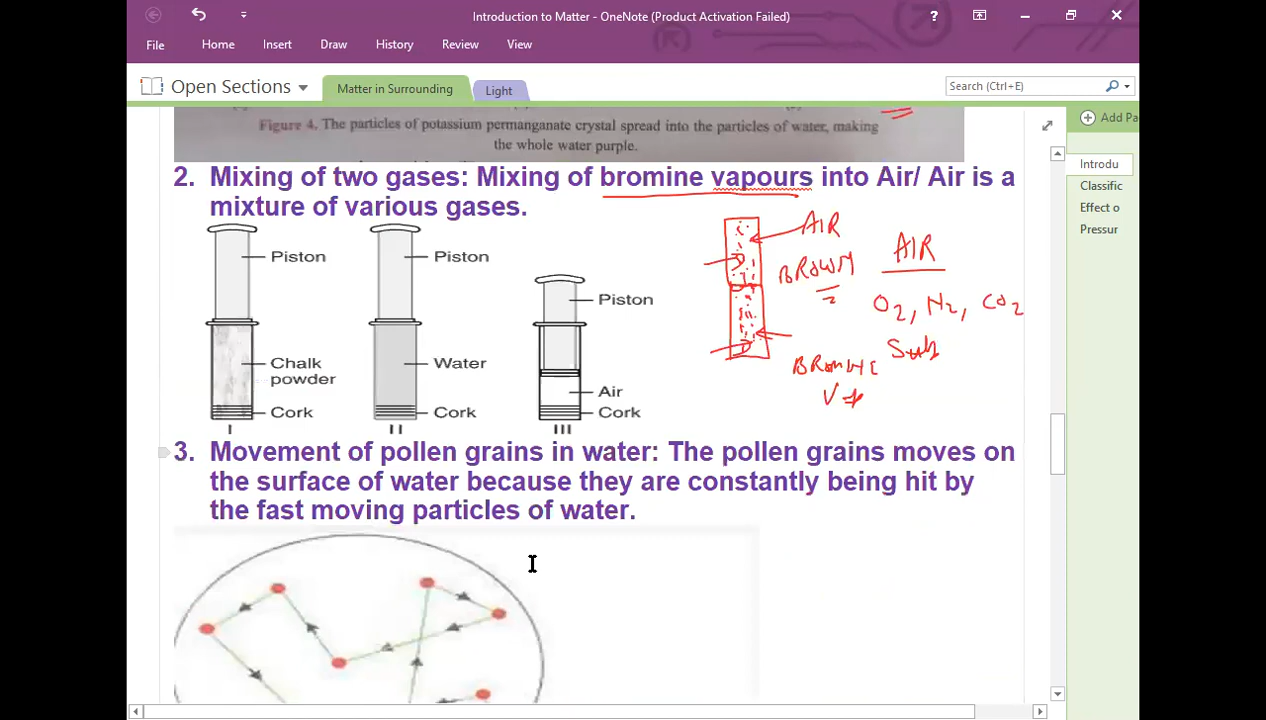 Introduction to Matter - OneNote (Product Activation Failed)
?
File Home Insert Draw History Review View
Open Sections
Matter in Surrounding
Light
Search (Ctrl+E)
Add Pa
Introdu
Classific
Effect o
Pressur
Figure 4. The particles of potassium permanganate crystal spread into the particles of water, making
the whole water purple.
2. Mixing of two gases: Mixing of bromine vapours into Air/ Air is a
mixture of various gases.
Piston
Chalk
powder
Cork
I
Piston
Water
Cork
II
Piston
Air
Cork
III
AIR
BROWN
AIR
O2, N2, CO2
BROMINE
3. Movement of pollen grains in water: The pollen grains moves on
the surface of water because they are constantly being hit by
the fast moving particles of water.